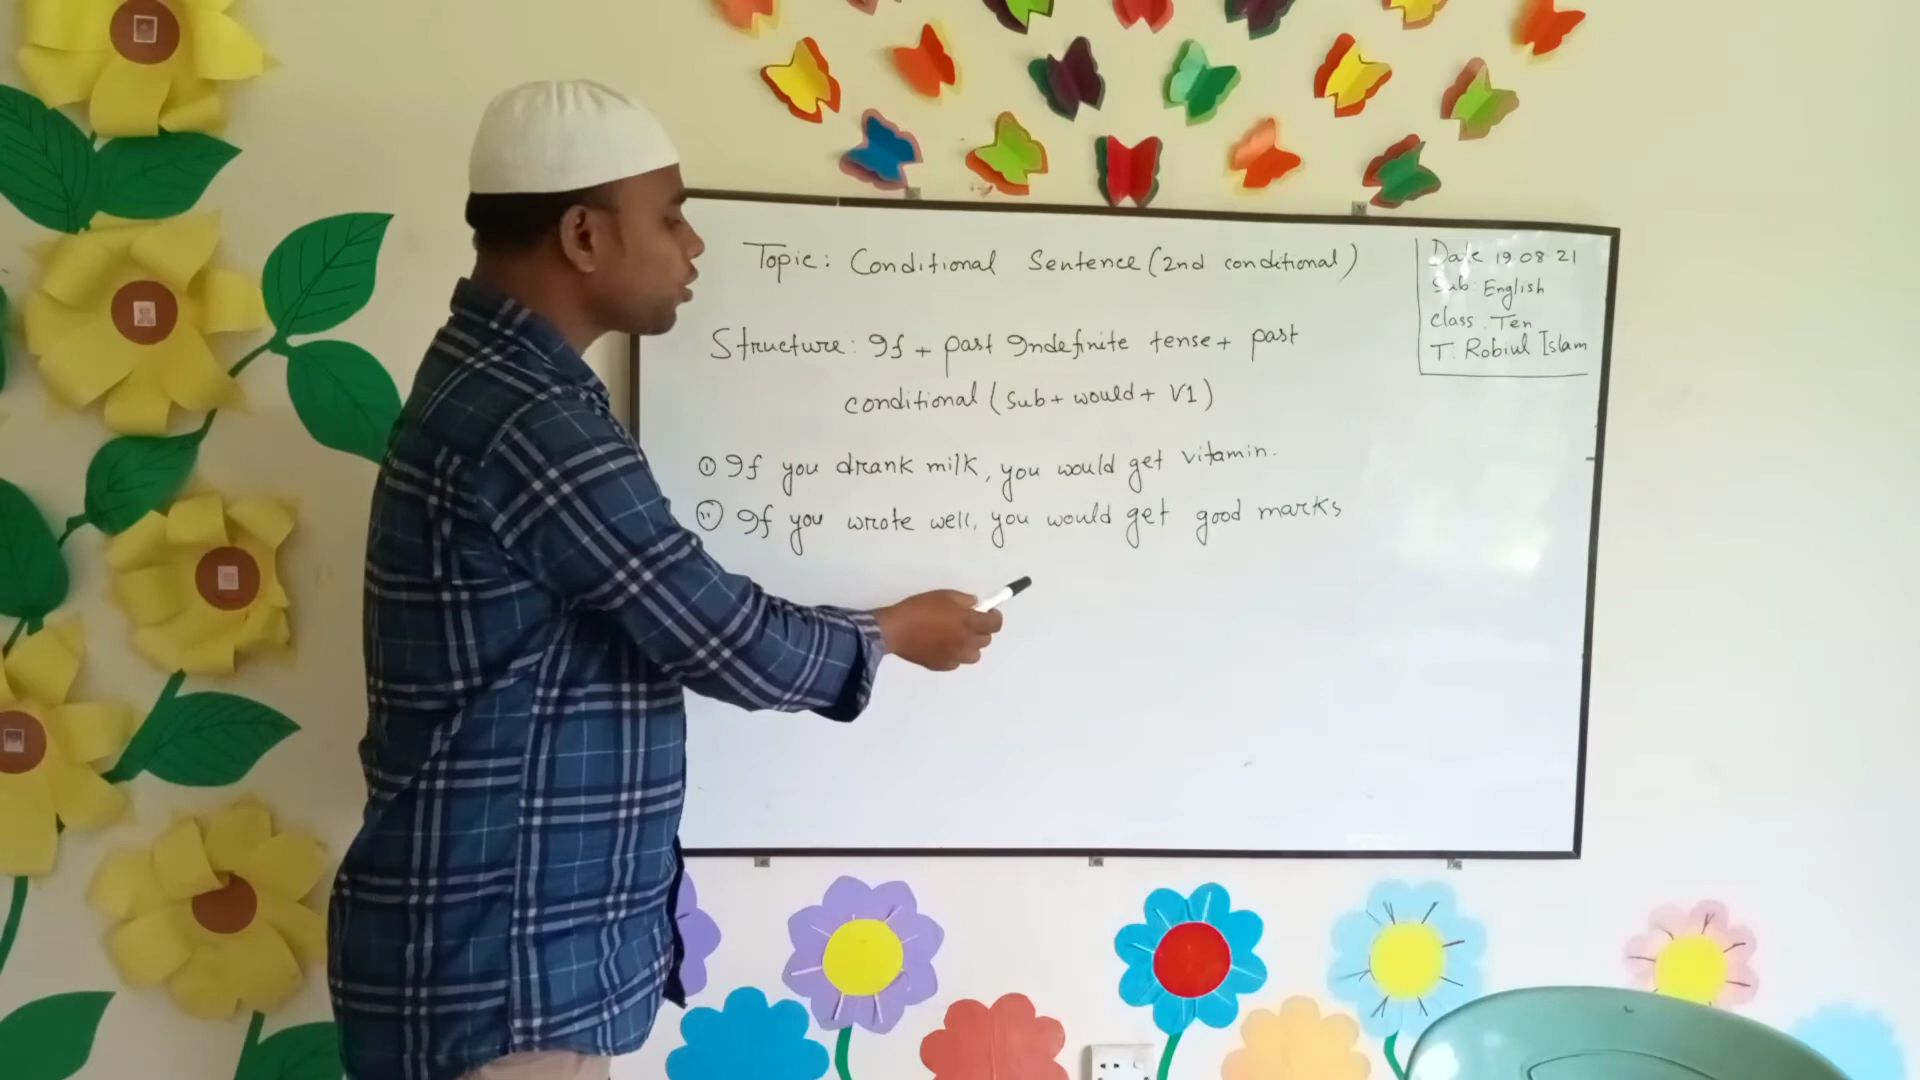 Topic: Conditional Sentence (2nd conditional)
Date 19 08 21
Sub: English
Class: Ten
T: Robiul Islam
Structure: If + past Indefinite tense + past
conditional (Sub + would + V1)
i If you drank milk, you would get vitamin.
ii If you wrote well, you would get good marks